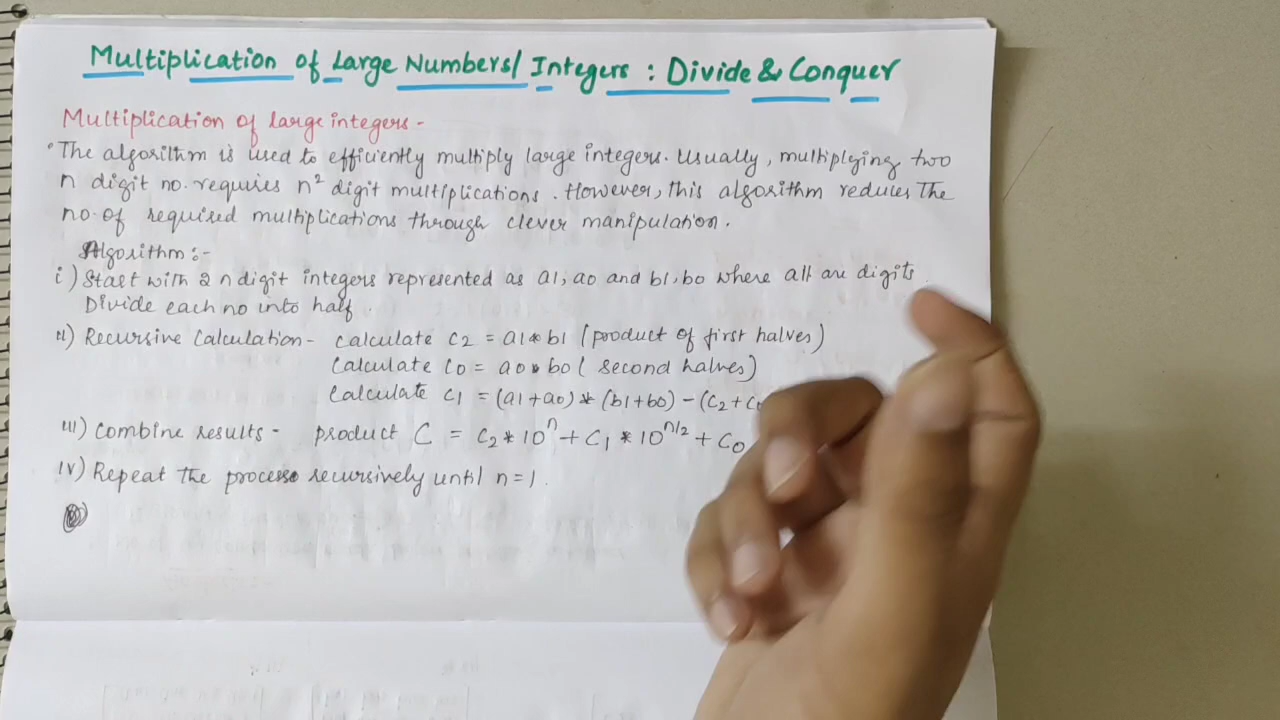 Multiplication of Large Numbers/ Integers : Divide & Conquer
Multiplication of large integers -
• The algorithm is used to efficiently multiply large integers. Usually, multiplying two
n digit no. requires n² digit multiplications. However, this algorithm reduces The
no. of required multiplications through clever manipulation.
Algorithm :-
i) Start with 2 n digit integers represented as a1, a0 and b1, b0 where all are digits.
Divide each no into half.
ii) Recursive Calculation - calculate c2 = a1 * b1 (product of first halves)
Calculate c0 = a0 * b0 ( second halves)
Calculate c1 = (a1 + a0) * (b1 + b0) - (c2 + c
iii) Combine results - product C = c2 * 10^n + C1 * 10^n/2 + C0
iv) Repeat the process recursively until n = 1.